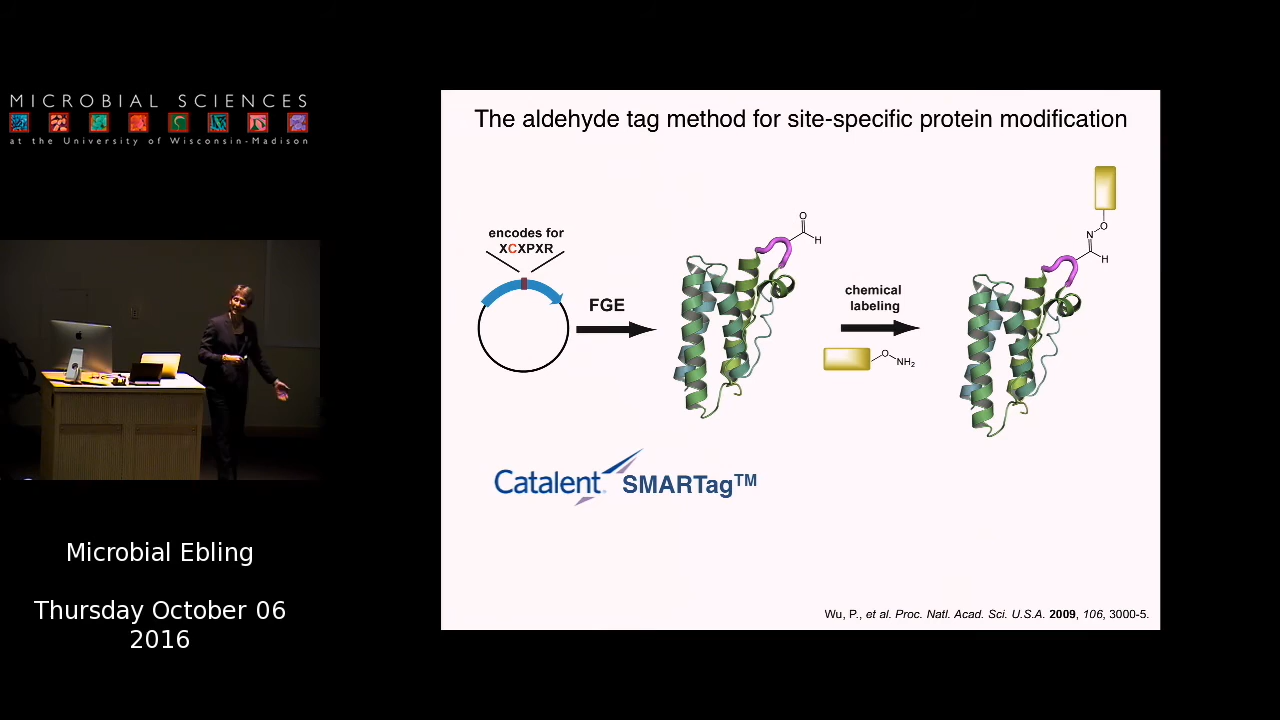 MICROBIAL SCIENCES
at the University of Wisconsin-Madison
Microbial Ebling
Thursday October 06
2016
The aldehyde tag method for site-specific protein modification
encodes for
XCXPXR
FGE
O
H
chemical
labeling
O
NH₂
O
N
H
Catalent SMARTag™
Wu, P., et al. Proc. Natl. Acad. Sci. U.S.A. 2009, 106, 3000-5.